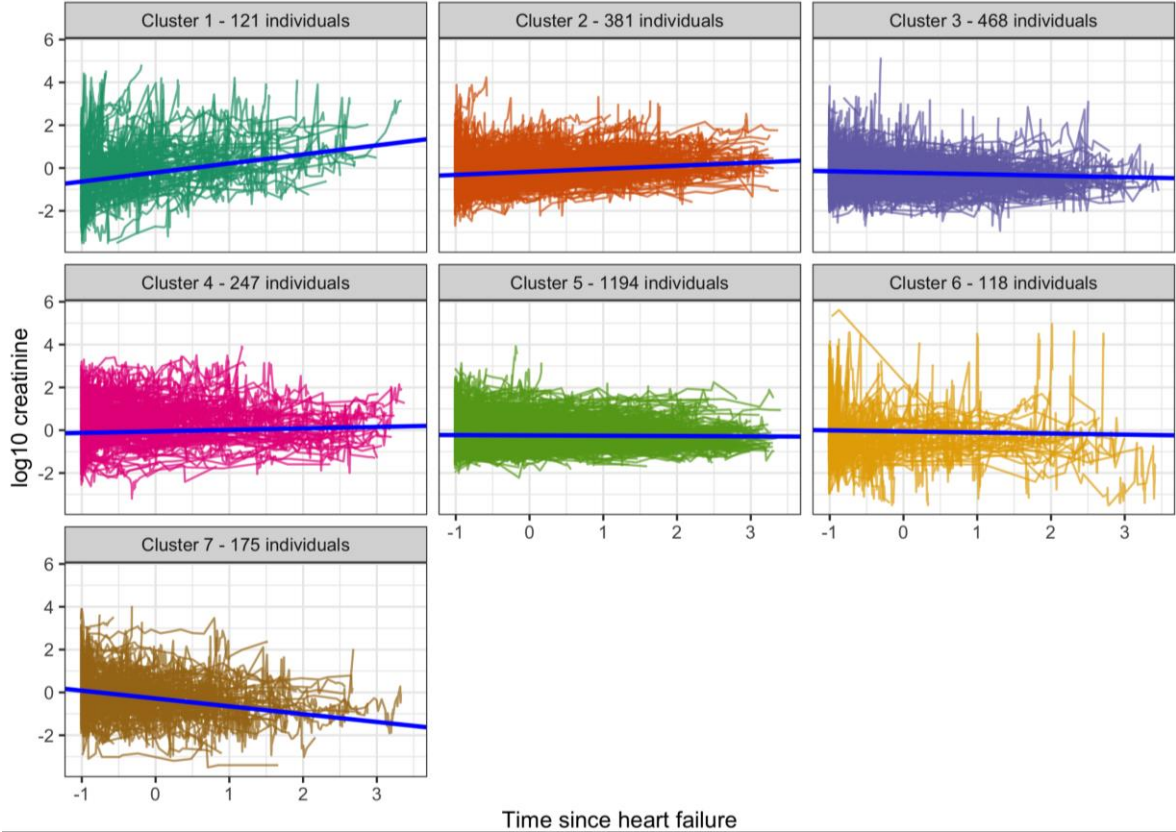 Cluster 1 - 121 individuals
Cluster 2 - 381 individuals
Cluster 3 - 468 individuals
6
4
2
0
-2
Cluster 4 - 247 individuals
Cluster 5 - 1194 individuals
Cluster 6 - 118 individuals
6
4
2
0
-2
log10 creatinine
-1 0 1 2 3
-1 0 1 2 3
Cluster 7 - 175 individuals
6
4
2
0
-2
-1 0 1 2 3
Time since heart failure